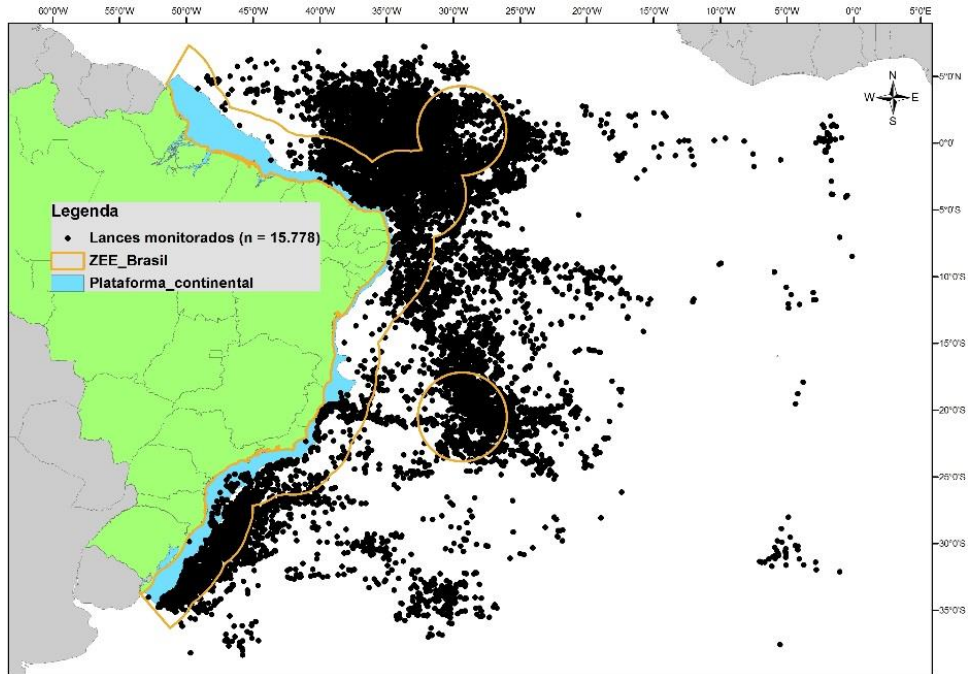 60°0'W 50°0'W 45°0'W 40°0'W 35°0'W 30°0'W 25°0'W 20°0'W 15°0'W 10°0'W 5°0'W 0°0' 5°0'E
5°0'N
N
W E
S
0°0'
Legenda
Lances monitorados (n = 15.778)
5°0'S
ZEE_Brasil
Plataforma_continental
10°0'S
15°0'S
20°0'S
25°0'S
30°0'S
35°0'S